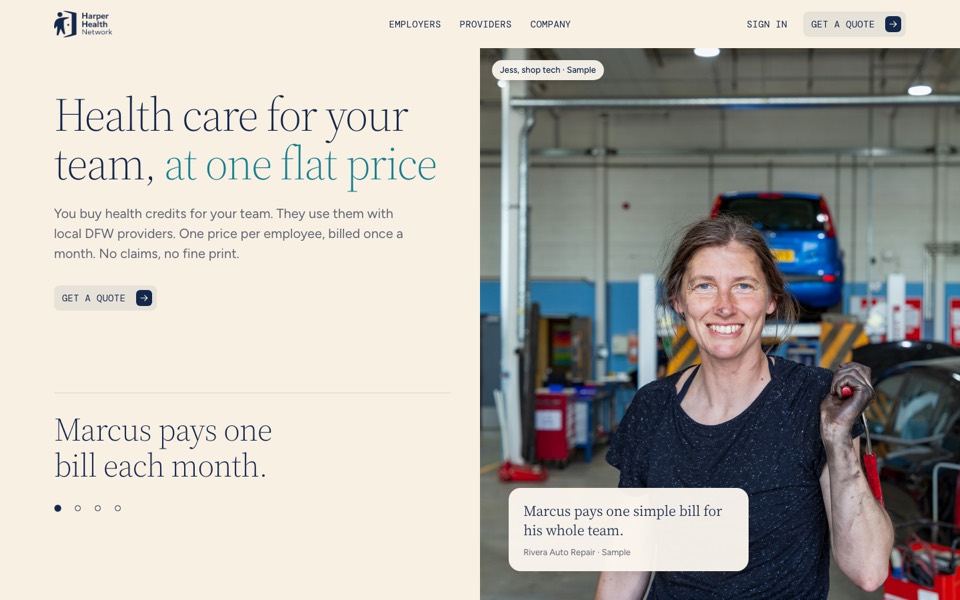 Harper
Health
Network
EMPLOYERS PROVIDERS COMPANY
SIGN IN
GET A QUOTE
Health care for your
team, at one flat price
You buy health credits for your team. They use them with
local DFW providers. One price per employee, billed once a
month. No claims, no fine print.
GET A QUOTE
Marcus pays one
bill each month.
Jess, shop tech · Sample
Marcus pays one simple bill for
his whole team.
Rivera Auto Repair · Sample